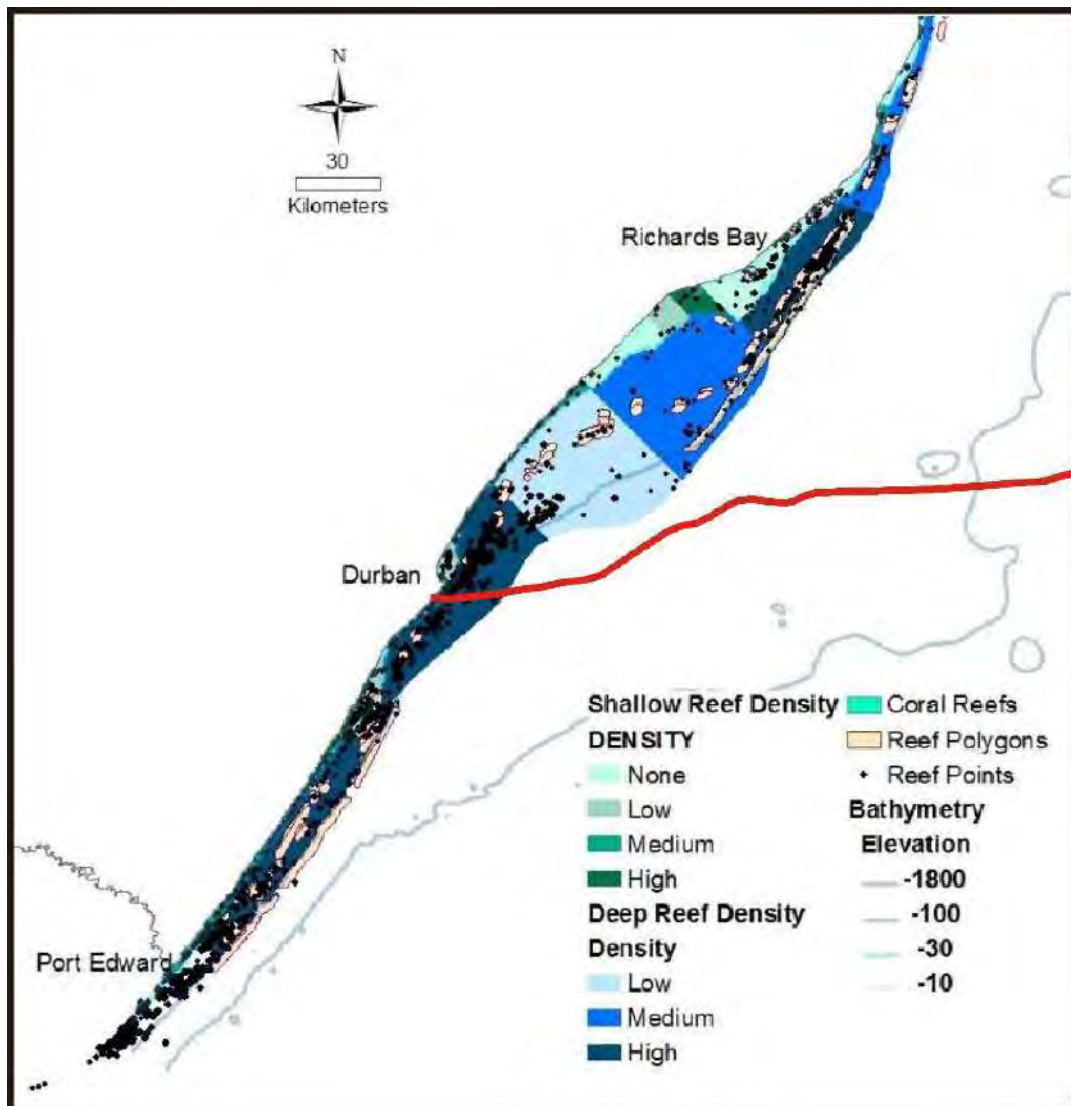 N
30
Kilometers
Richards Bay
Durban
Port Edward
Shallow Reef Density
DENSITY
None
Low
Medium
High
Deep Reef Density
Density
Low
Medium
High
Coral Reefs
Reef Polygons
Reef Points
Bathymetry
Elevation
-1800
-100
-30
-10